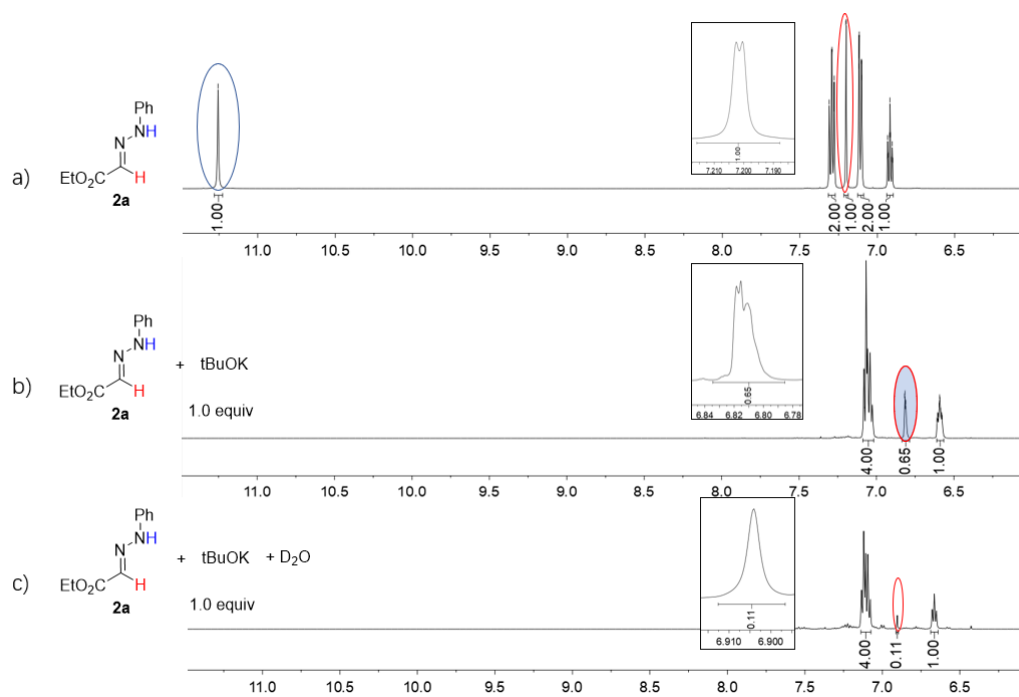 a)
Ph
N
NH
EtO2C
H
2a
1.00
7.210 7.200 7.190
1.00
2.00
1.00
2.00
1.00
11.0 10.5 10.0 9.5 9.0 8.5 8.0 7.5 7.0 6.5
b)
Ph
N
NH
EtO2C
H
2a
+ tBuOK
1.0 equiv
0.65
6.84 6.82 6.80 6.78
4.00
0.65
1.00
11.0 10.5 10.0 9.5 9.0 8.5 8.0 7.5 7.0 6.5
c)
Ph
N
NH
EtO2C
H
2a
+ tBuOK + D2O
1.0 equiv
0.11
6.910 6.900
4.00
0.11
1.00
11.0 10.5 10.0 9.5 9.0 8.5 8.0 7.5 7.0 6.5